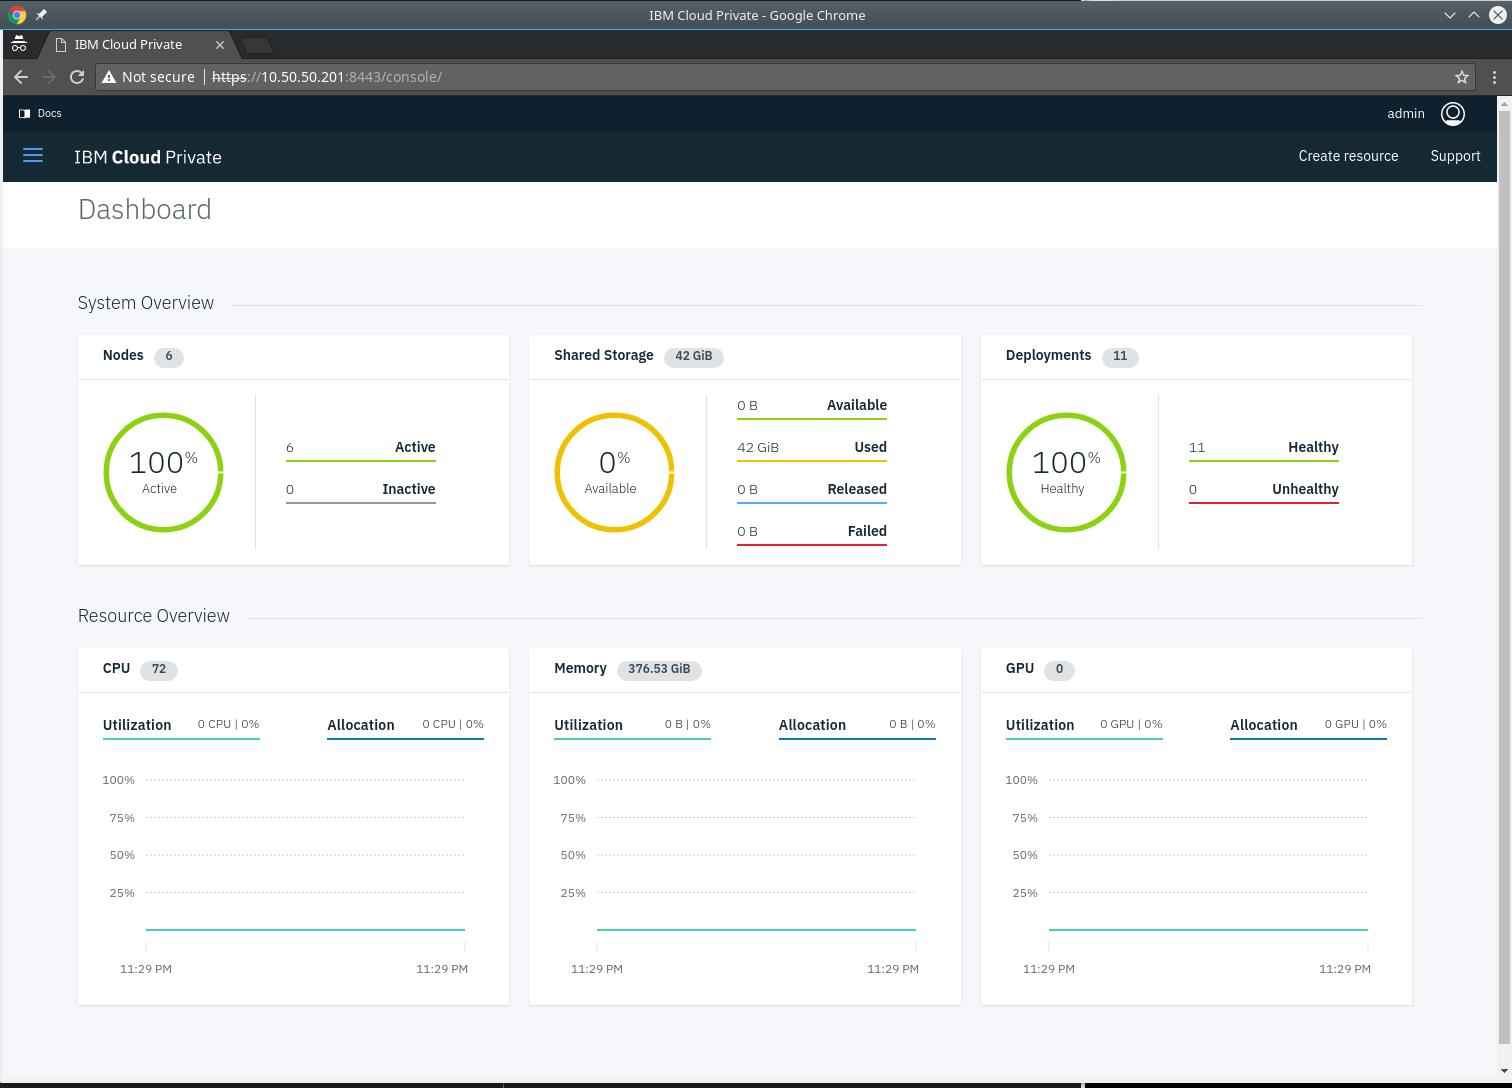 IBM Cloud Private - Google Chrome
IBM Cloud Private
Not secure https://10.50.50.201:8443/console/
Docs admin
IBM Cloud Private Create resource Support
Dashboard
System Overview
Nodes 6
100%
Active
6 Active
0 Inactive
Shared Storage 42 GiB
0%
Available
0 B Available
42 GiB Used
0 B Released
0 B Failed
Deployments 11
100%
Healthy
11 Healthy
0 Unhealthy
Resource Overview
CPU 72
Utilization 0 CPU | 0% Allocation 0 CPU | 0%
100%
75%
50%
25%
11:29 PM 11:29 PM
Memory 376.53 GiB
Utilization 0 B | 0% Allocation 0 B | 0%
100%
75%
50%
25%
11:29 PM 11:29 PM
GPU 0
Utilization 0 GPU | 0% Allocation 0 GPU | 0%
100%
75%
50%
25%
11:29 PM 11:29 PM